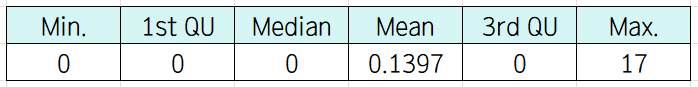 Min. 1st QU Median Mean 3rd QU Max.
0 0 0 0.1397 0 17